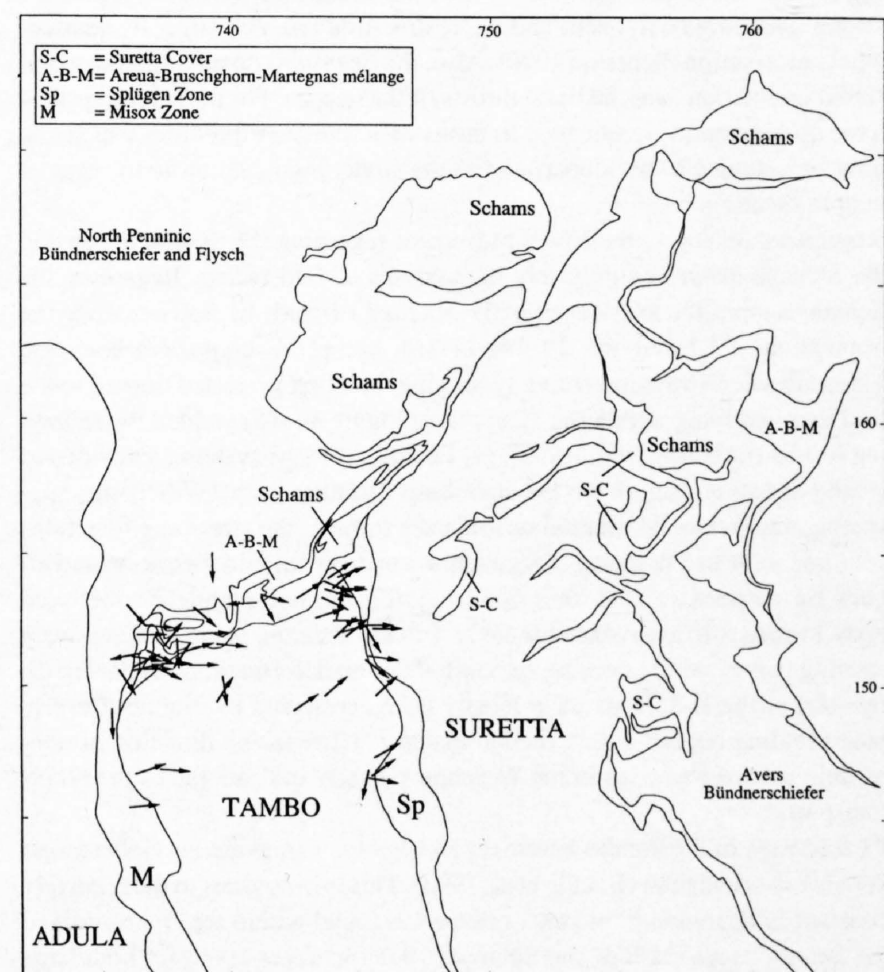 740
750
760
S-C = Suretta Cover
A-B-M= Areua-Bruschghorn-Martegnas mélange
Sp = Splügen Zone
M = Misox Zone
Schams
Schams
North Penninic
Bündnerschiefer and Flysch
Schams
A-B-M
160
Schams
S-C
Schams
A-B-M
S-C
S-C
150
SURETTA
Avers
Bündnerschiefer
TAMBO
Sp
M
ADULA